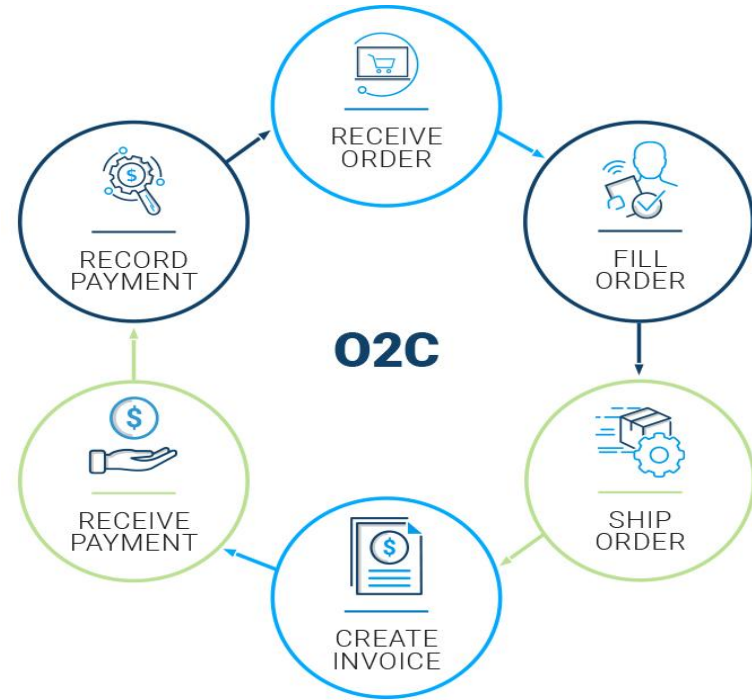 RECEIVE
ORDER
FILL
ORDER
SHIP
ORDER
CREATE
INVOICE
RECEIVE
PAYMENT
RECORD
PAYMENT
O2C
$
$
$